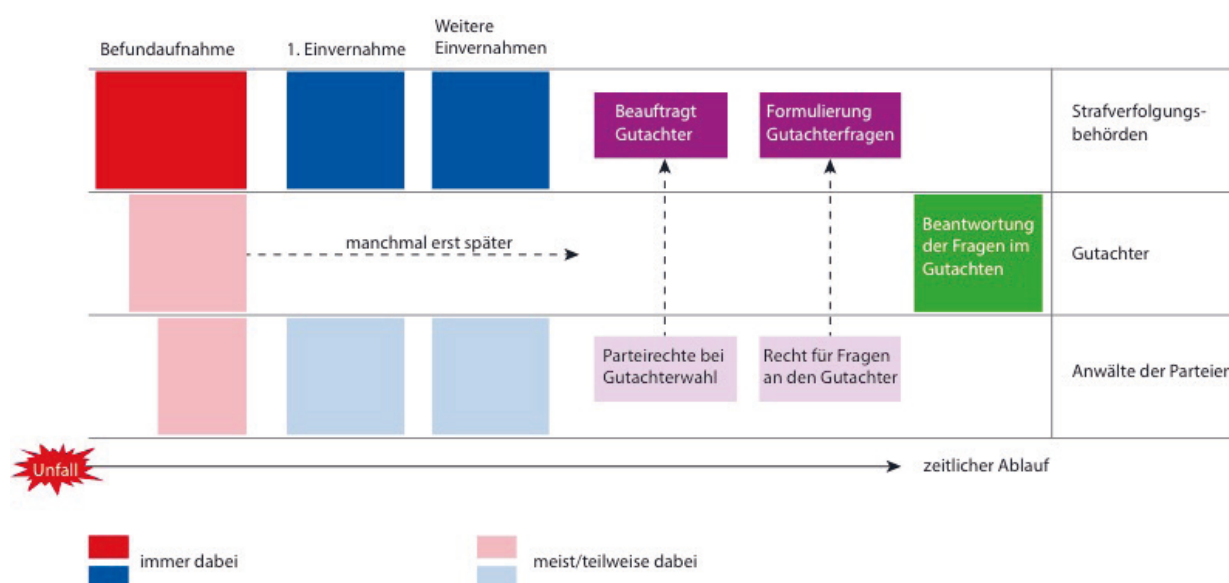 Befundaufnahme
1. Einvernahme
Weitere
Einvernahmen
Beauftragt
Gutachter
Formulierung
Gutachterfragen
Strafverfolgungs-
behörden
manchmal erst später
Beantwortung
der Fragen im
Gutachten
Gutachter
Parteirechte bei
Gutachterwahl
Recht für Fragen
an den Gutachter
Anwälte der Parteien
Unfall
zeitlicher Ablauf
immer dabei
meist/teilweise dabei